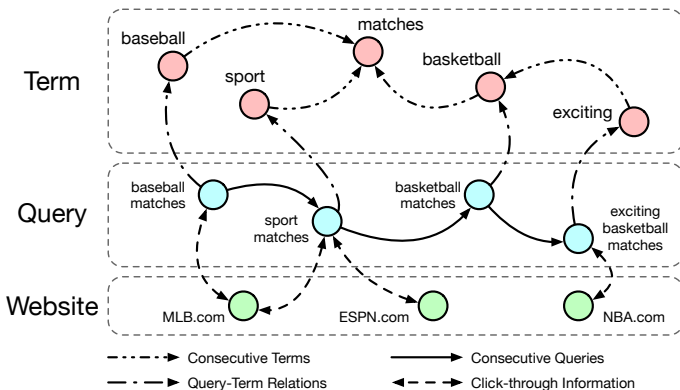 Term
baseball
sport
matches
basketball
exciting
Query
baseball
matches
sport
matches
basketball
matches
exciting
basketball
matches
Website
MLB.com
ESPN.com
NBA.com
Consecutive Terms
Consecutive Queries
Query-Term Relations
Click-through Information